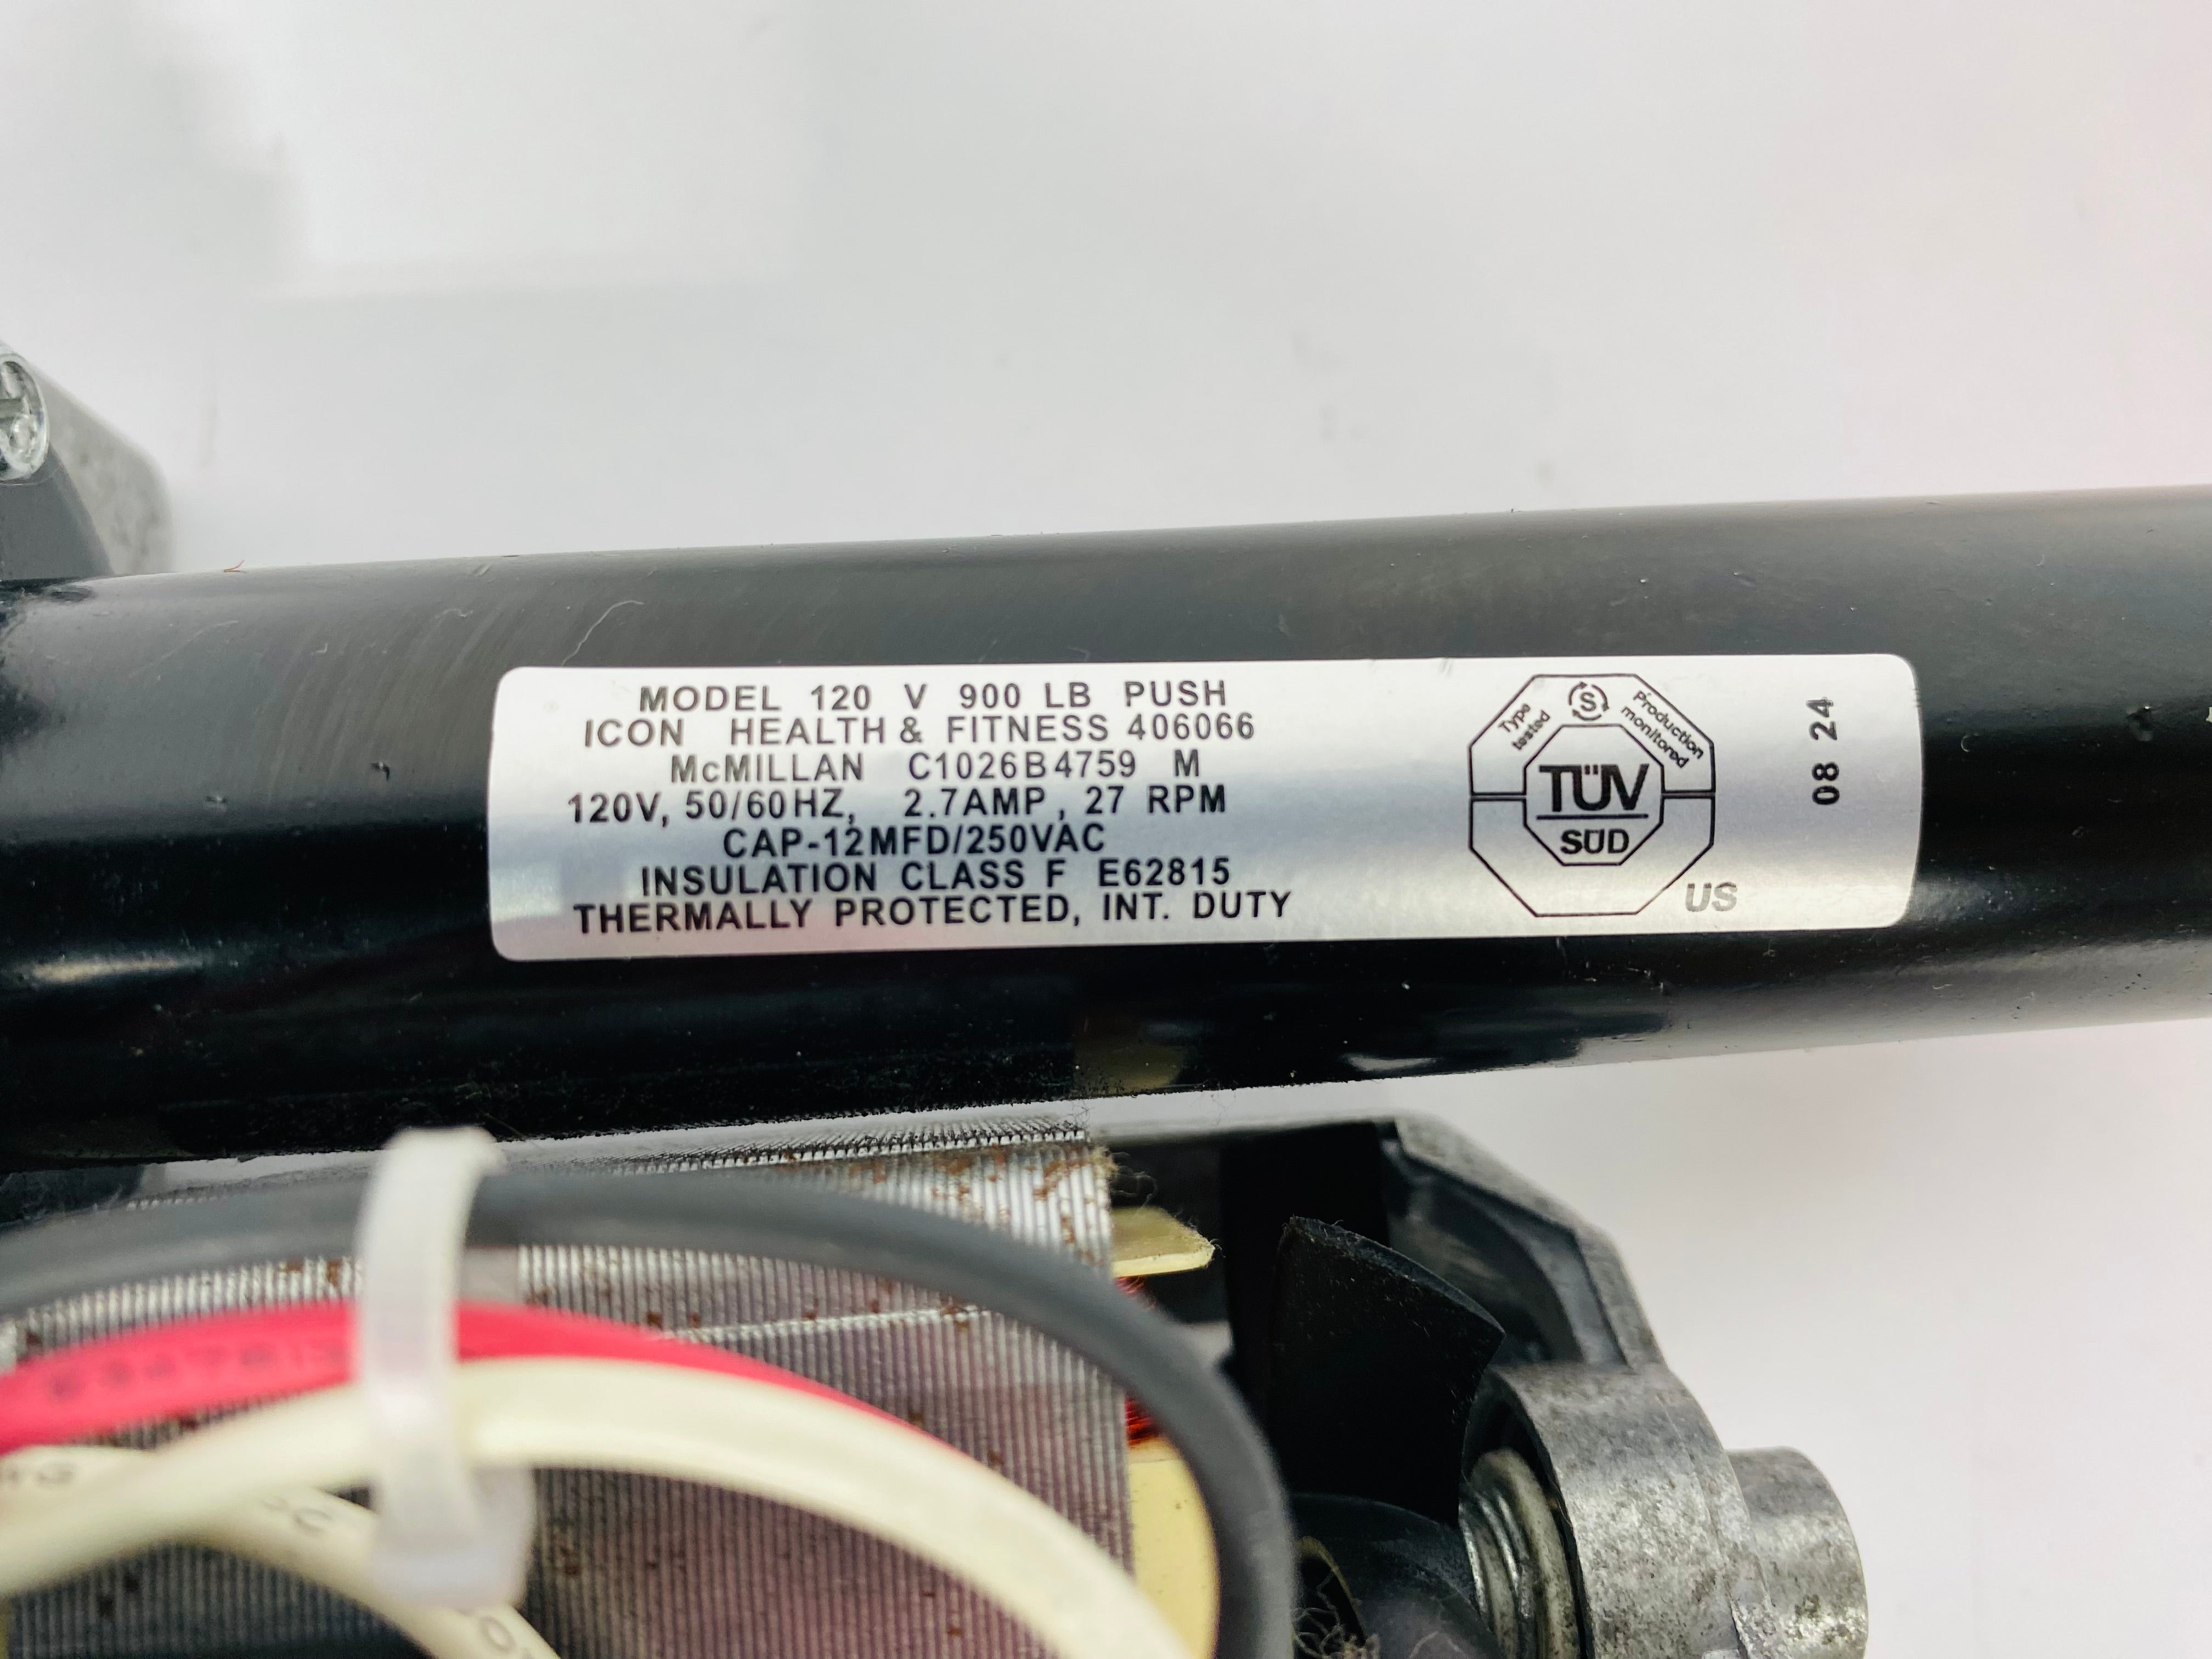 MODEL 120 V 900 LB PUSH
ICON HEALTH & FITNESS 406066
McMILLAN C1026B4759 M
120V, 50/60HZ, 2.7AMP, 27 RPM
CAP-12MFD/250VAC
INSULATION CLASS F E62815
THERMALLY PROTECTED, INT. DUTY
Type tested
S
Production monitored
TÜV
SÜD
US
08 24